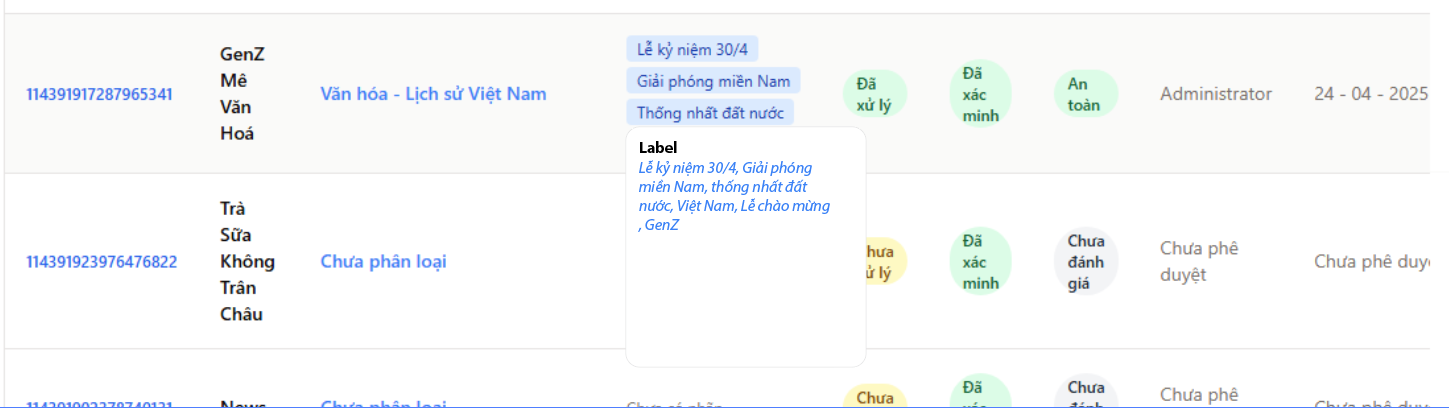 114391917287965341
GenZ
Mê
Văn
Hoá
Văn hóa - Lịch sử Việt Nam
Lễ kỷ niệm 30/4
Giải phóng miền Nam
Thống nhất đất nước
Đã
xử lý
Đã
xác
minh
An
toàn
Administrator
24 - 04 - 2025
Label
Lễ kỷ niệm 30/4, Giải phóng
miền Nam, thống nhất đất
nước, Việt Nam, Lễ chào mừng
, GenZ
114391923976476822
Trà
Sữa
Không
Trân
Châu
Chưa phân loại
hưa
ử lý
Đã
xác
minh
Chưa
đánh
giá
Chưa phê
duyệt
Chưa phê duy
News
Chưa phân loại
Chưa có nhãn
Chưa
Đã
xác
Chưa
đánh
Chưa phê
Chưa phê duy